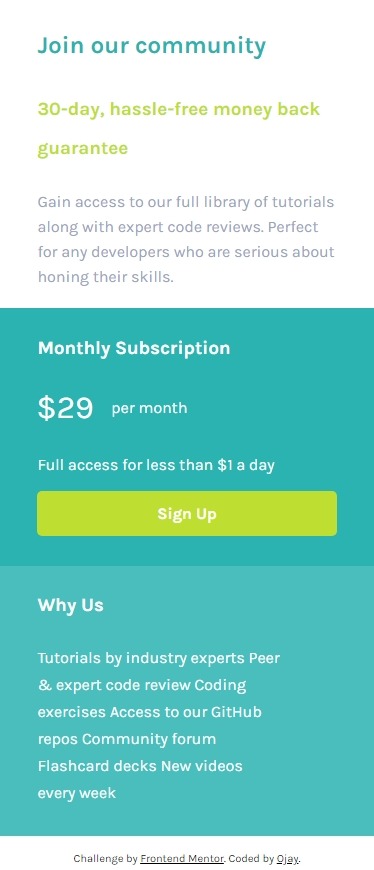 Join our community
30-day, hassle-free money back
guarantee
Gain access to our full library of tutorials
along with expert code reviews. Perfect
for any developers who are serious about
honing their skills.
Monthly Subscription
$29 per month
Full access for less than $1 a day
Sign Up
Why Us
Tutorials by industry experts Peer
& expert code review Coding
exercises Access to our GitHub
repos Community forum
Flashcard decks New videos
every week
Challenge by Frontend Mentor. Coded by Ojay.